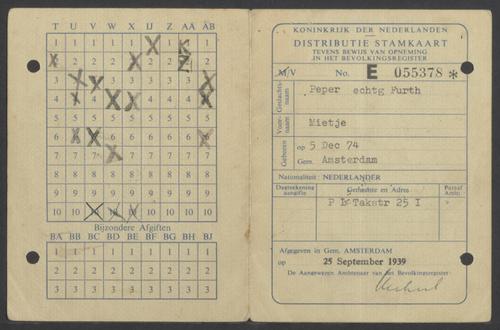 T U V W X IJ Z AA AB
1 1 1 1 1 1 1 1 1
2 2 2 2 2 2 2 2
3 3 3 3 3 3 3 3 3
4 4 4 4 4 4 4 4 4
5 5 5 5 5 5 5 5 5
6 6 6 6 6 6 6 6 6
7 7 7 7 7 7 7 7 7
8 8 8 8 8 8 8 8 8
9 9 9 9 9 9 9 9 9
10 10 10 10 10 10 10 10 10
Bijzondere Afgiften
BA BB BC BD BE BF BG BH BJ
1 1 1 1 1 1 1 1 1
2 2 2 2 2 2 2 2 2
3 3 3 3 3 3 3 3 3
KONINKRIJK DER NEDERLANDEN
DISTRIBUTIE STAMKAART
TEVENS BEWIJS VAN OPNEMING
IN HET BEVOLKINGSREGISTER
M/V No. E 055378 *
Geslachtsnaam Peper echtg Furth
Voornaam Mietje
Geboren op 5 Dec 74
Gem. Amsterdam
Nationaliteit: NEDERLANDER
Dagteekening aangifte Gemeente en Adres Paraaf Ambt.
P L Takstr 25 I
Afgegeven in Gem. AMSTERDAM
op 25 September 1939
De Aangewezen Ambtenaar van het Bevolkingsregister